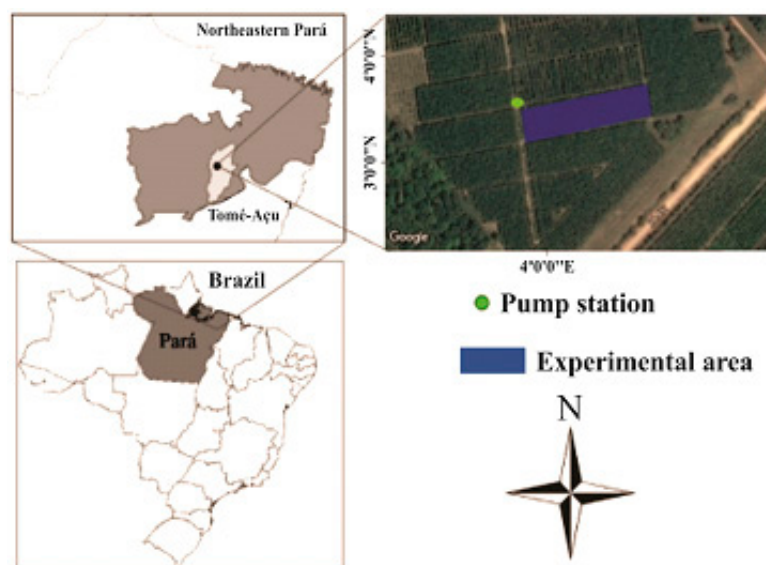 Northeastern Pará
Tomé-Açu
4°0'0"N
3°0'0"N
Google
4°0'0"E
Brazil
Pará
Pump station
Experimental area
N